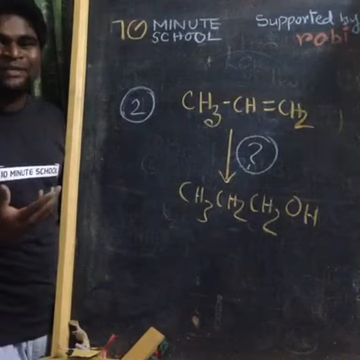 10 MINUTE SCHOOL
Supported by
robi
② CH₃-CH=CH₂
?
CH₃CH₂CH₂OH
10 MINUTE SCHOOL